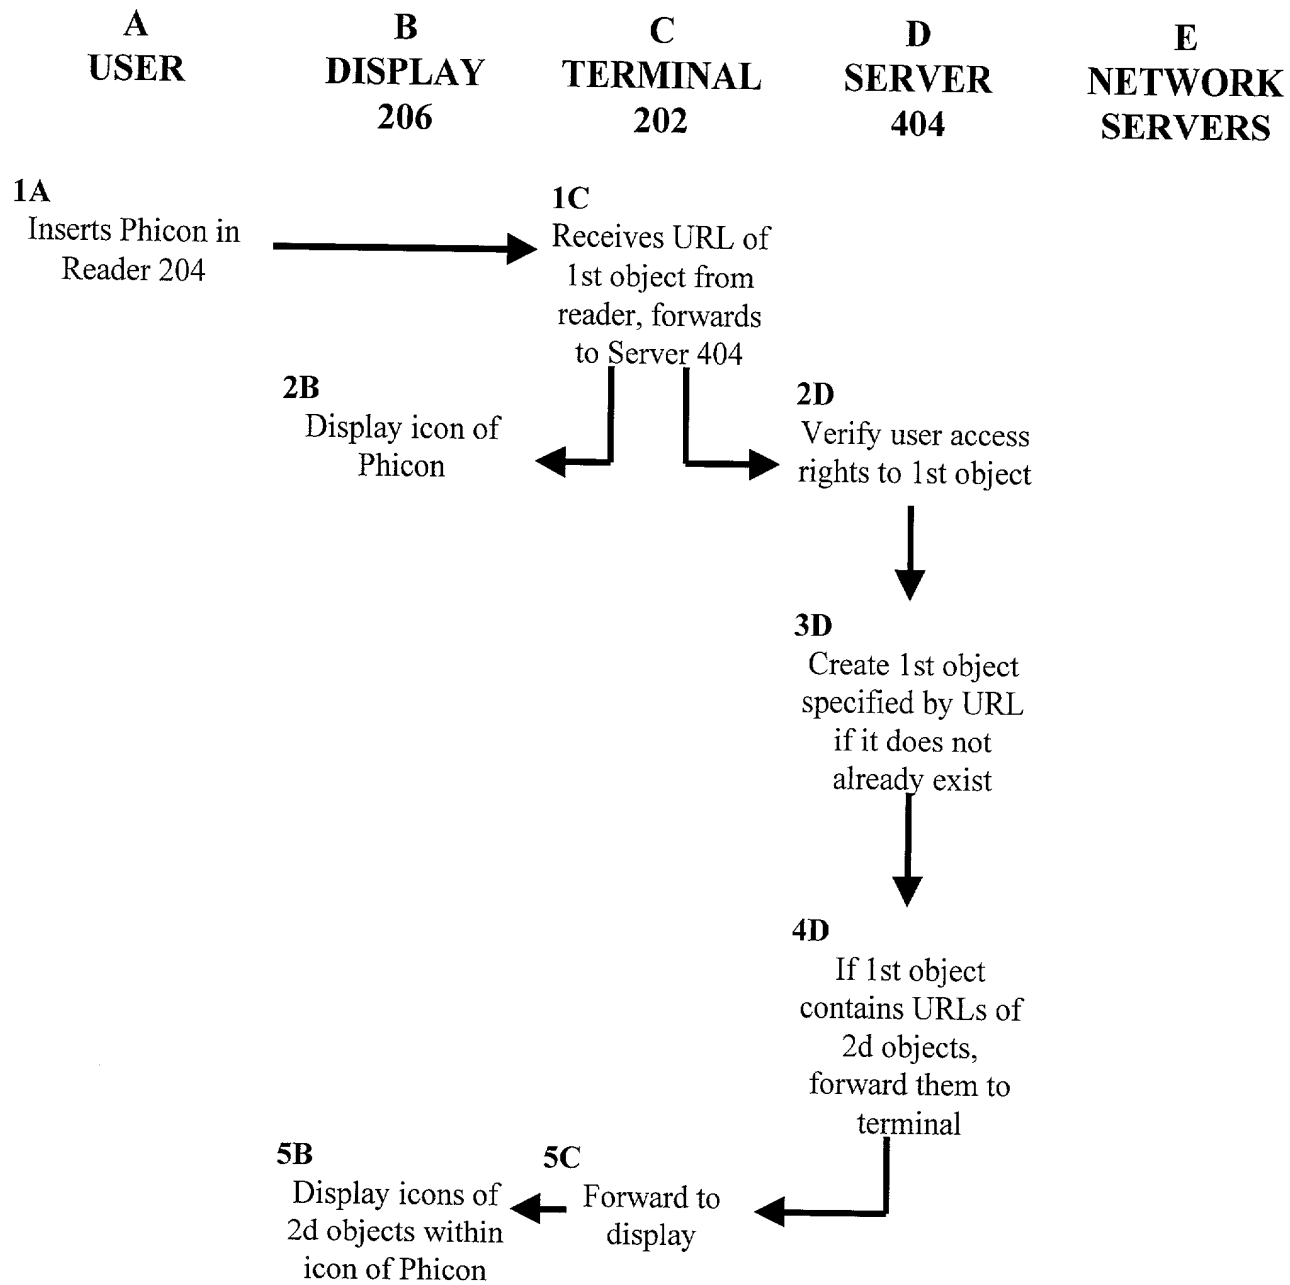 A
USER
B
DISPLAY
206
C
TERMINAL
202
D
SERVER
404
E
NETWORK
SERVERS
1A
Inserts Phicon in
Reader 204
1C
Receives URL of
1st object from
reader, forwards
to Server 404
2B
Display icon of
Phicon
2D
Verify user access
rights to 1st object
3D
Create 1st object
specified by URL
if it does not
already exist
4D
If 1st object
contains URLs of
2d objects,
forward them to
terminal
5B
Display icons of
2d objects within
icon of Phicon
5C
Forward to
display